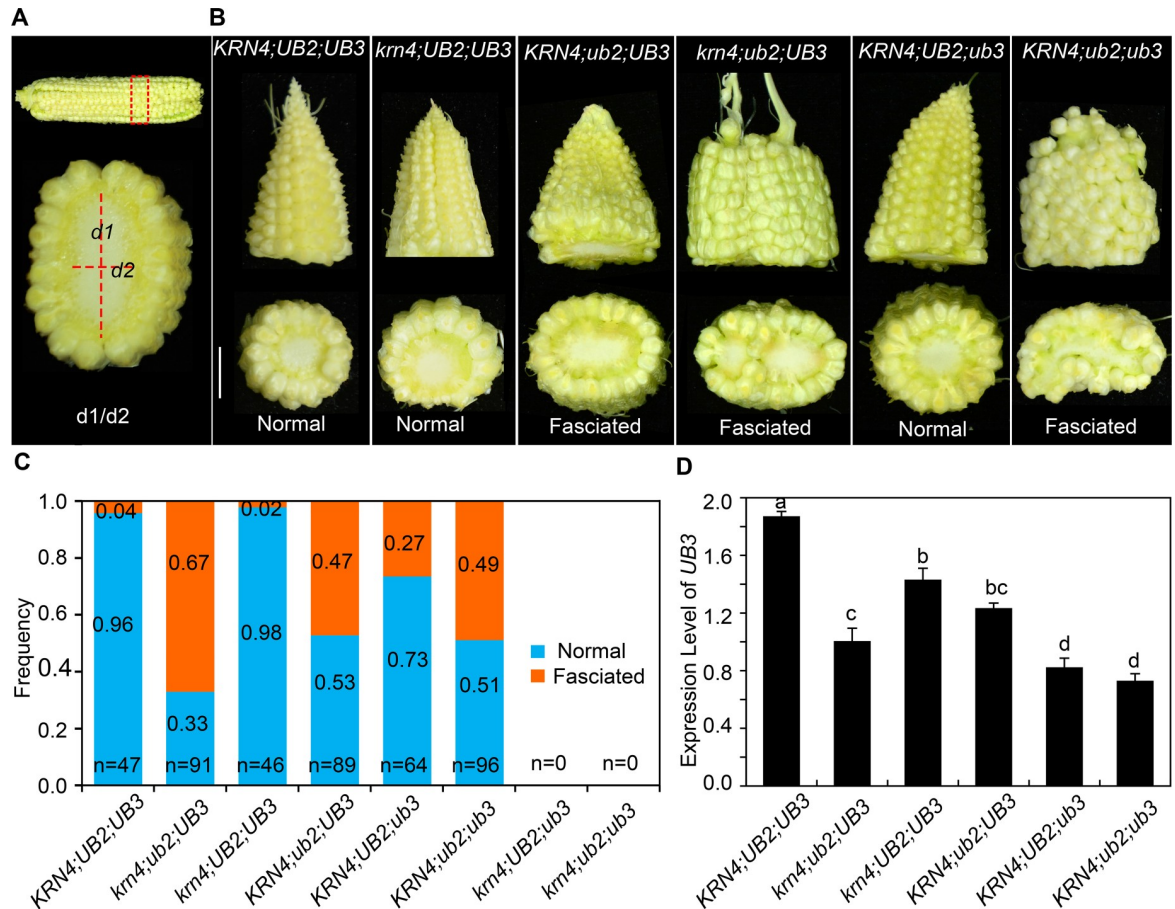 A
B
KRN4;UB2;UB3
krn4;UB2;UB3
KRN4;ub2;UB3
krn4;ub2;UB3
KRN4;UB2;ub3
KRN4;ub2;ub3
d1
d2
d1/d2
Normal
Normal
Fasciated
Fasciated
Normal
Fasciated
C
Frequency
1.0
0.8
0.6
0.4
0.2
0.0
0.04
0.96
n=47
0.67
0.33
n=91
0.02
0.98
n=46
0.47
0.53
n=89
0.27
0.73
n=64
0.49
0.51
n=96
n=0
n=0
Normal
Fasciated
KRN4;UB2;UB3
krn4;ub2;UB3
krn4;UB2;UB3
KRN4;ub2;UB3
KRN4;UB2;ub3
KRN4;ub2;ub3
krn4;UB2;ub3
krn4;ub2;ub3
D
Expression Level of UB3
2.0
1.6
1.2
0.8
0.4
0.0
a
c
b
bc
d
d
KRN4;UB2;UB3
krn4;ub2;UB3
krn4;UB2;UB3
KRN4;ub2;UB3
KRN4;UB2;ub3
KRN4;ub2;ub3